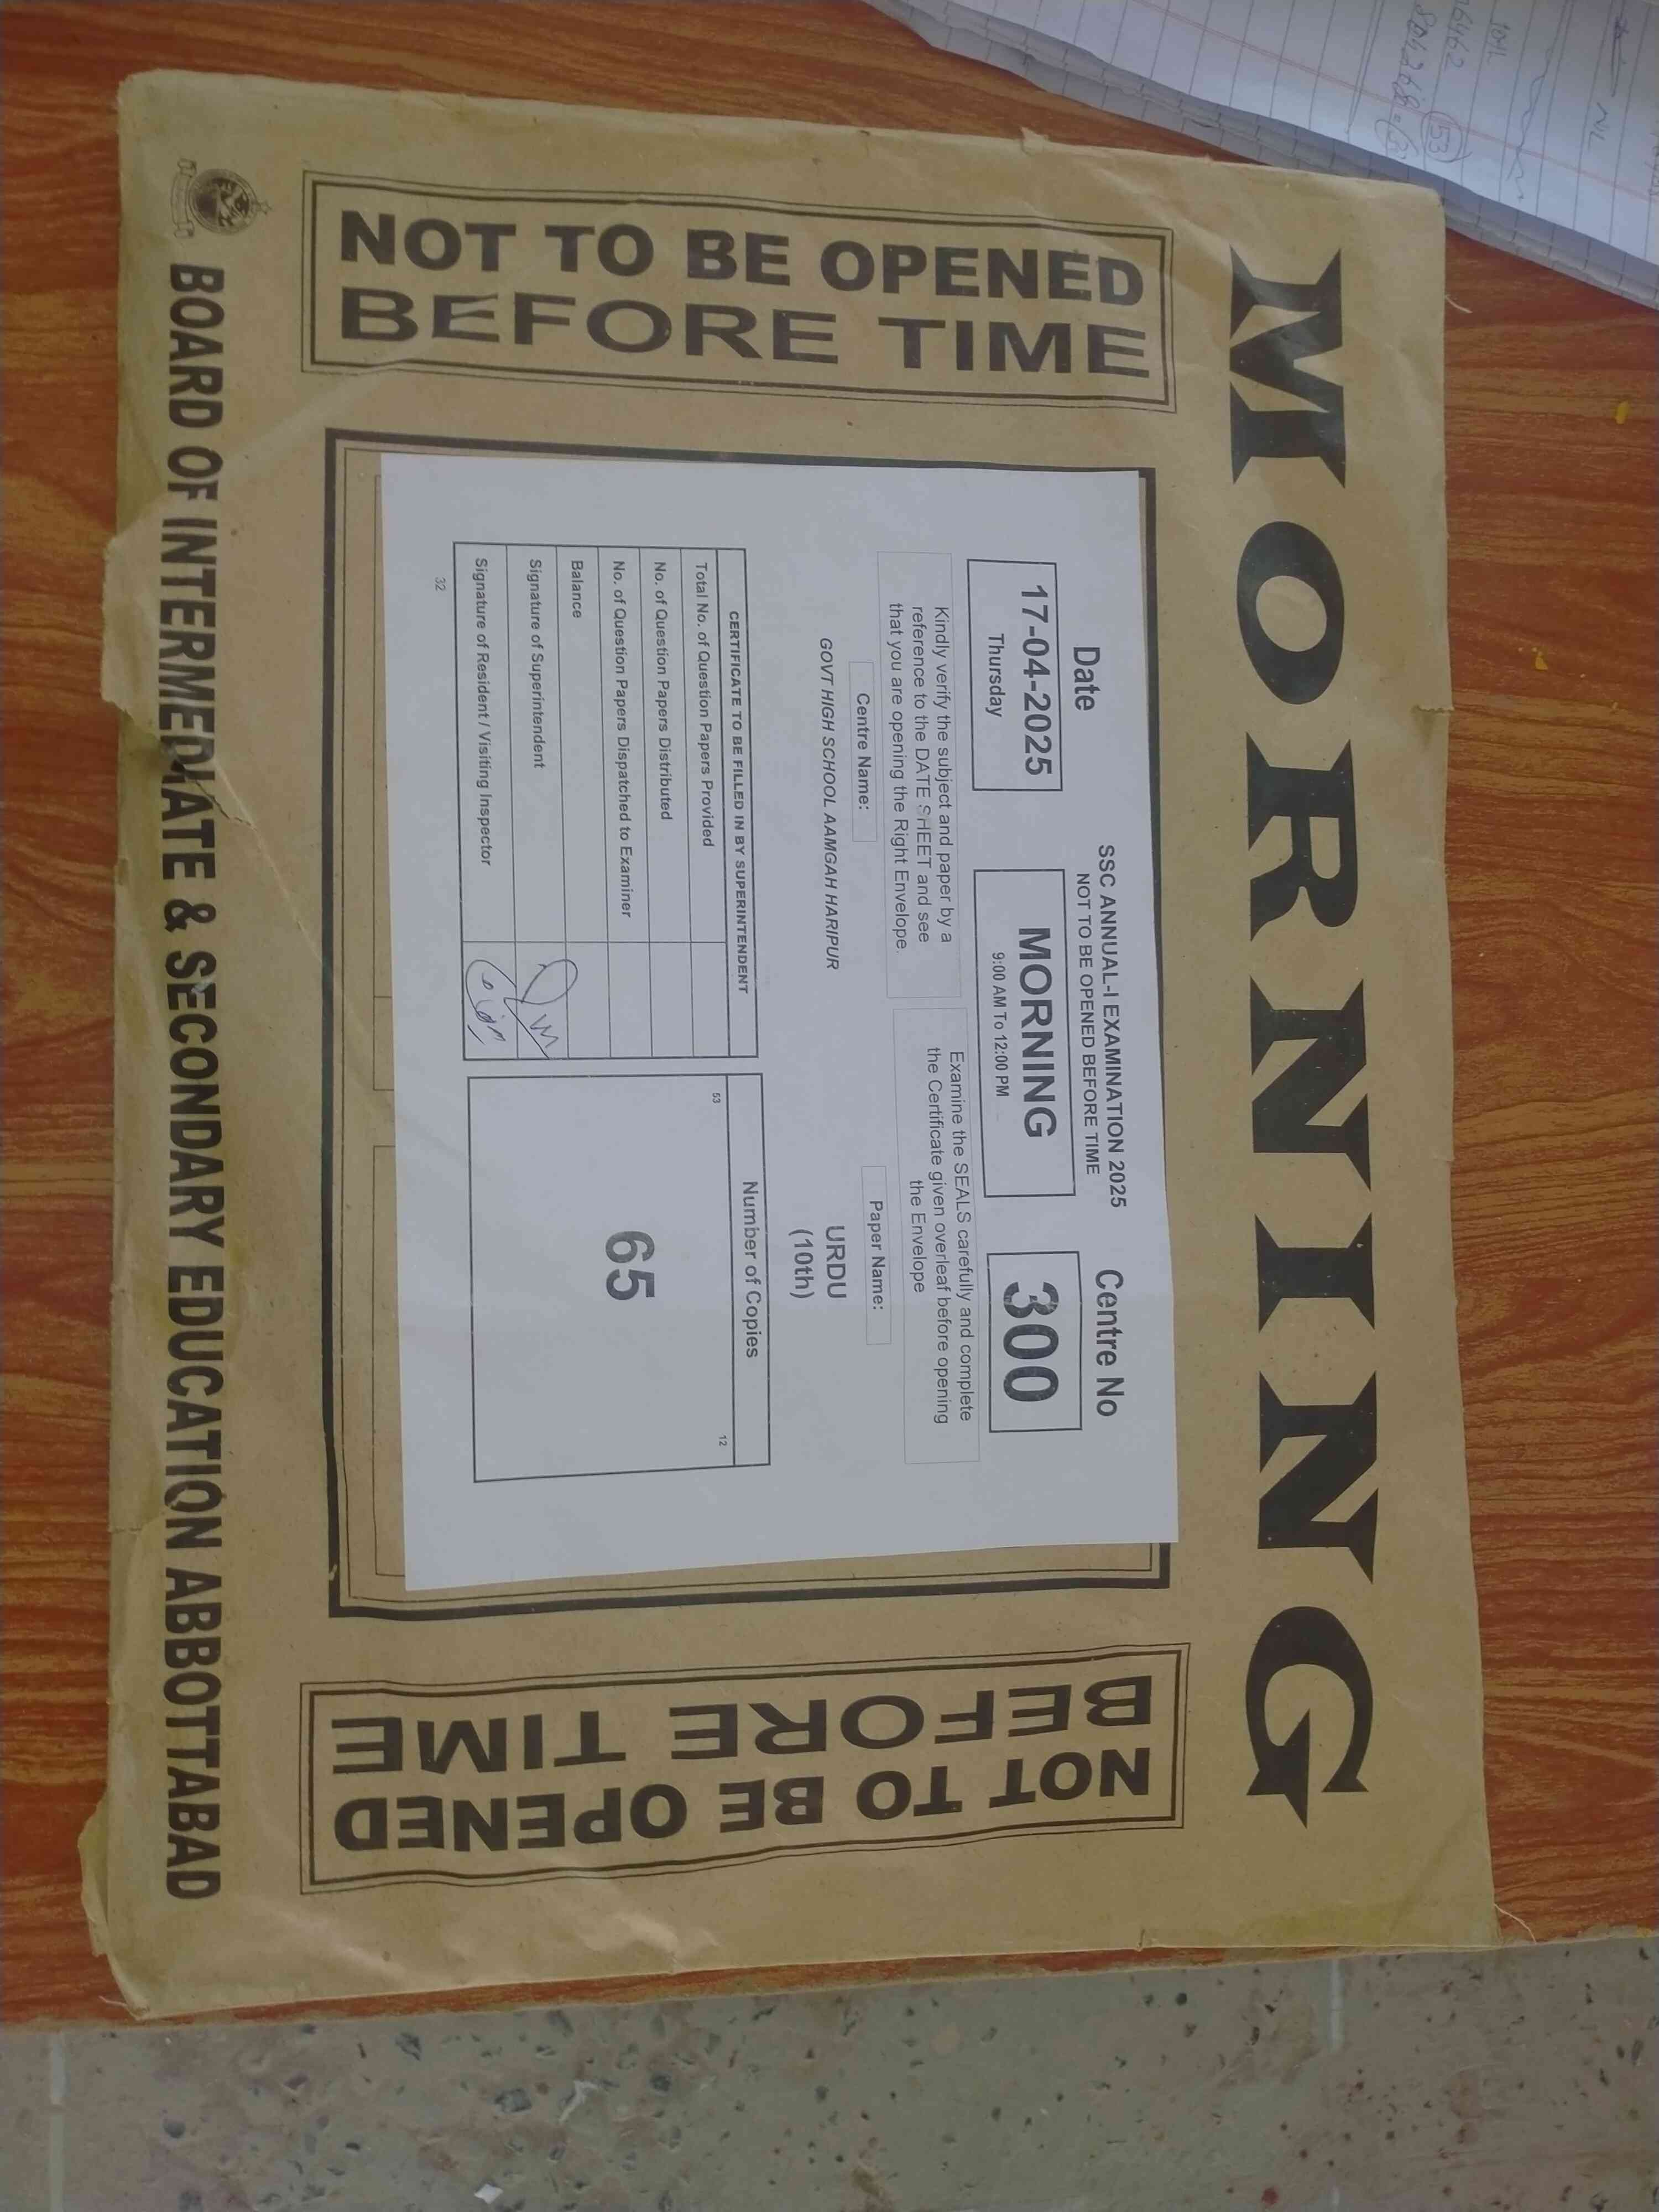 MORNING
NOT TO BE OPENED
BEFORE TIME
Date
17-04-2025
Thursday
SSC ANNUAL-I EXAMINATION 2025
NOT TO BE OPENED BEFORE TIME
MORNING
9:00 AM To 12:00 PM
Centre No
300
Kindly verify the subject and paper by a
reference to the DATE SHEET and see
that you are opening the Right Envelope.
Examine the SEALS carefully and complete
the Certificate given overleaf before opening
the Envelope
Centre Name:
GOVT HIGH SCHOOL AAMGAH HARIPUR
Paper Name:
URDU
(10th)
CERTIFICATE TO BE FILLED IN BY SUPERINTENDENT
Total No. of Question Papers Provided
No. of Question Papers Distributed
No. of Question Papers Dispatched to Examiner
Balance
Signature of Superintendent
Signature of Resident / Visiting Inspector
32
Number of Copies
53
12
65
NOT TO BE OPENED
BEFORE TIME
BOARD OF INTERMEDIATE & SECONDARY EDUCATION ABBOTTABAD
53